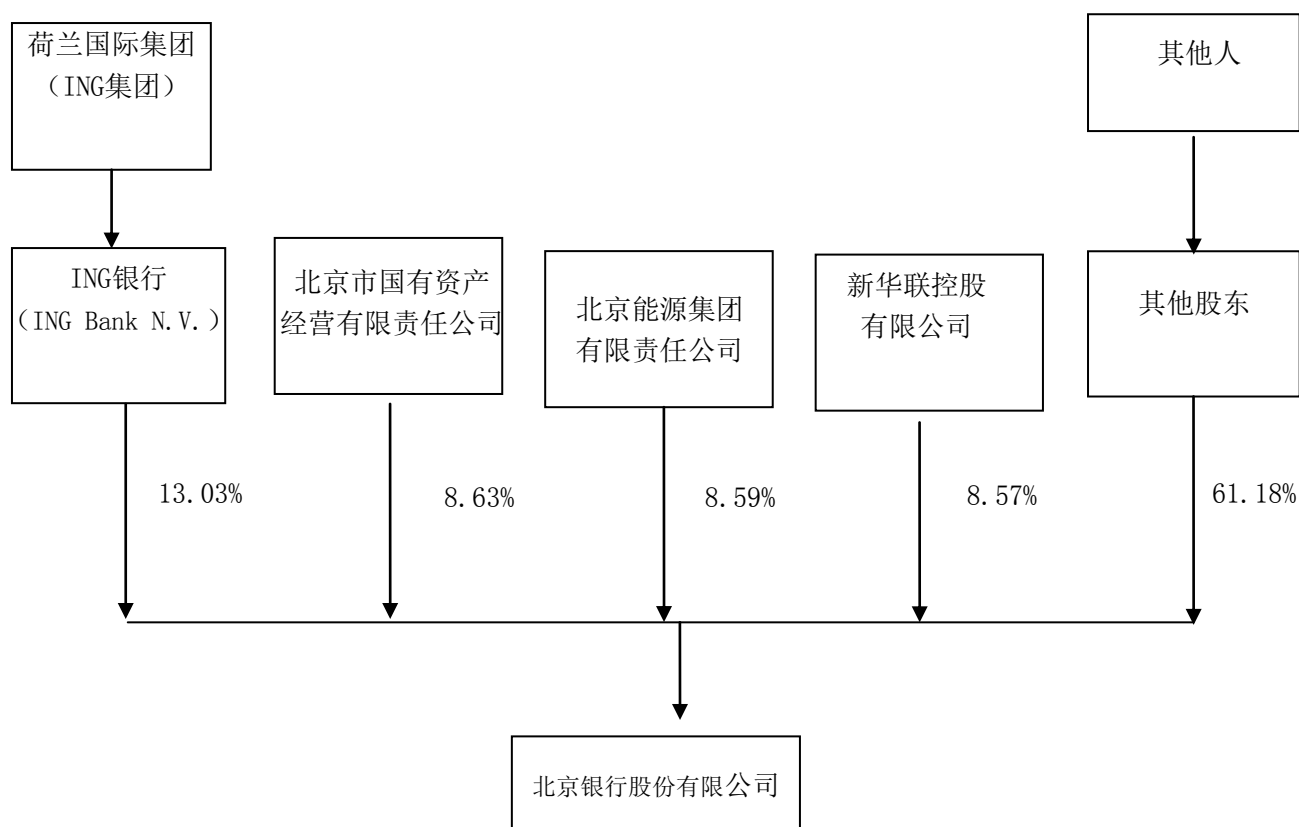 荷兰国际集团
（ING集团）
其他人
ING银行
（ING Bank N.V.）
北京市国有资产
经营有限责任公司
北京能源集团
有限责任公司
新华联控股
有限公司
其他股东
13.03%
8.63%
8.59%
8.57%
61.18%
北京银行股份有限公司